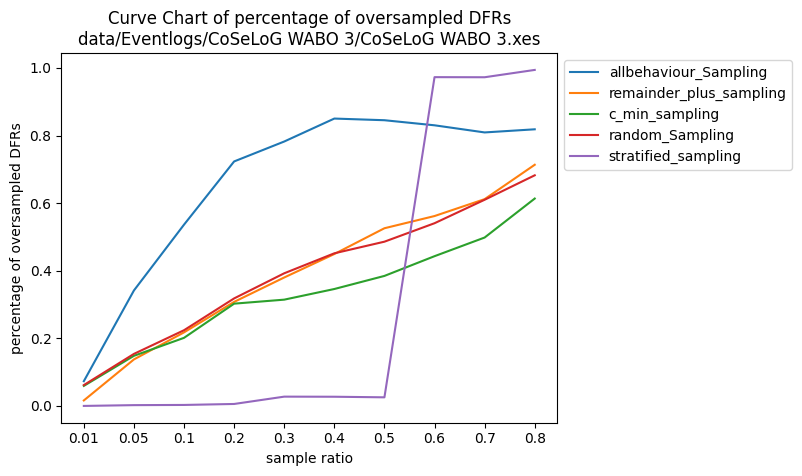 Curve Chart of percentage of oversampled DFRs
data/Eventlogs/CoSeLoG WABO 3/CoSeLoG WABO 3.xes
percentage of oversampled DFRs
1.0
0.8
0.6
0.4
0.2
0.0
0.01 0.05 0.1 0.2 0.3 0.4 0.5 0.6 0.7 0.8
sample ratio
allbehaviour_Sampling
remainder_plus_sampling
c_min_sampling
random_Sampling
stratified_sampling